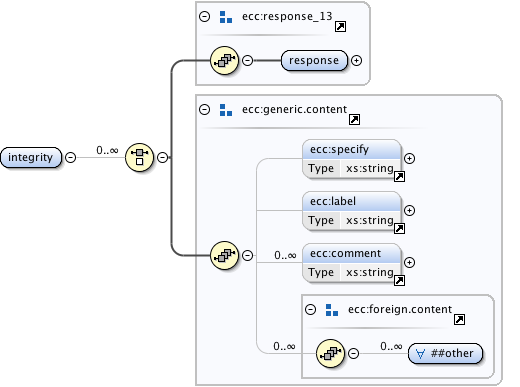 ecc:response_13
response
ecc:generic.content
integrity
0..∞
ecc:specify
Type xs:string
ecc:label
Type xs:string
0..∞
ecc:comment
Type xs:string
ecc:foreign.content
0..∞
0..∞
∀ ##other